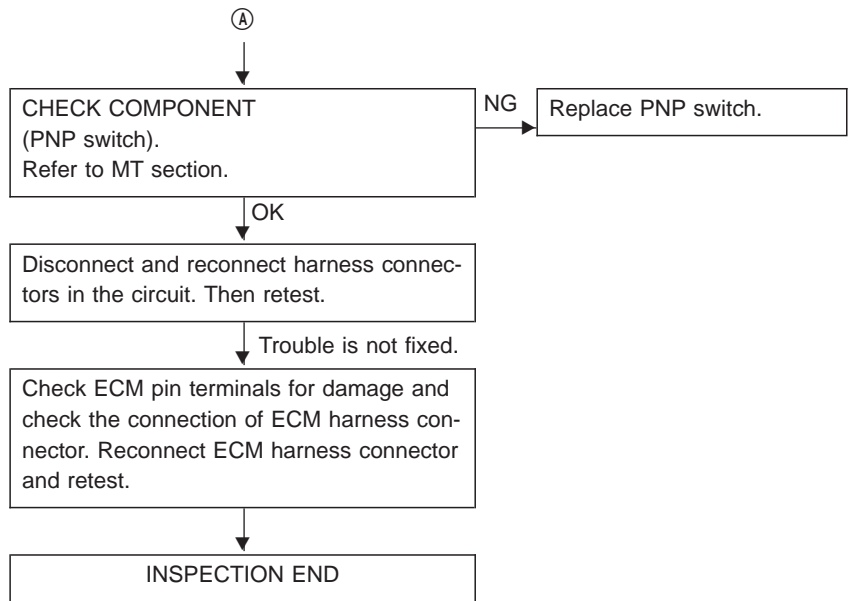 Ⓐ
CHECK COMPONENT
(PNP switch).
Refer to MT section.
NG
Replace PNP switch.
OK
Disconnect and reconnect harness connec-
tors in the circuit. Then retest.
Trouble is not fixed.
Check ECM pin terminals for damage and
check the connection of ECM harness con-
nector. Reconnect ECM harness connector
and retest.
INSPECTION END